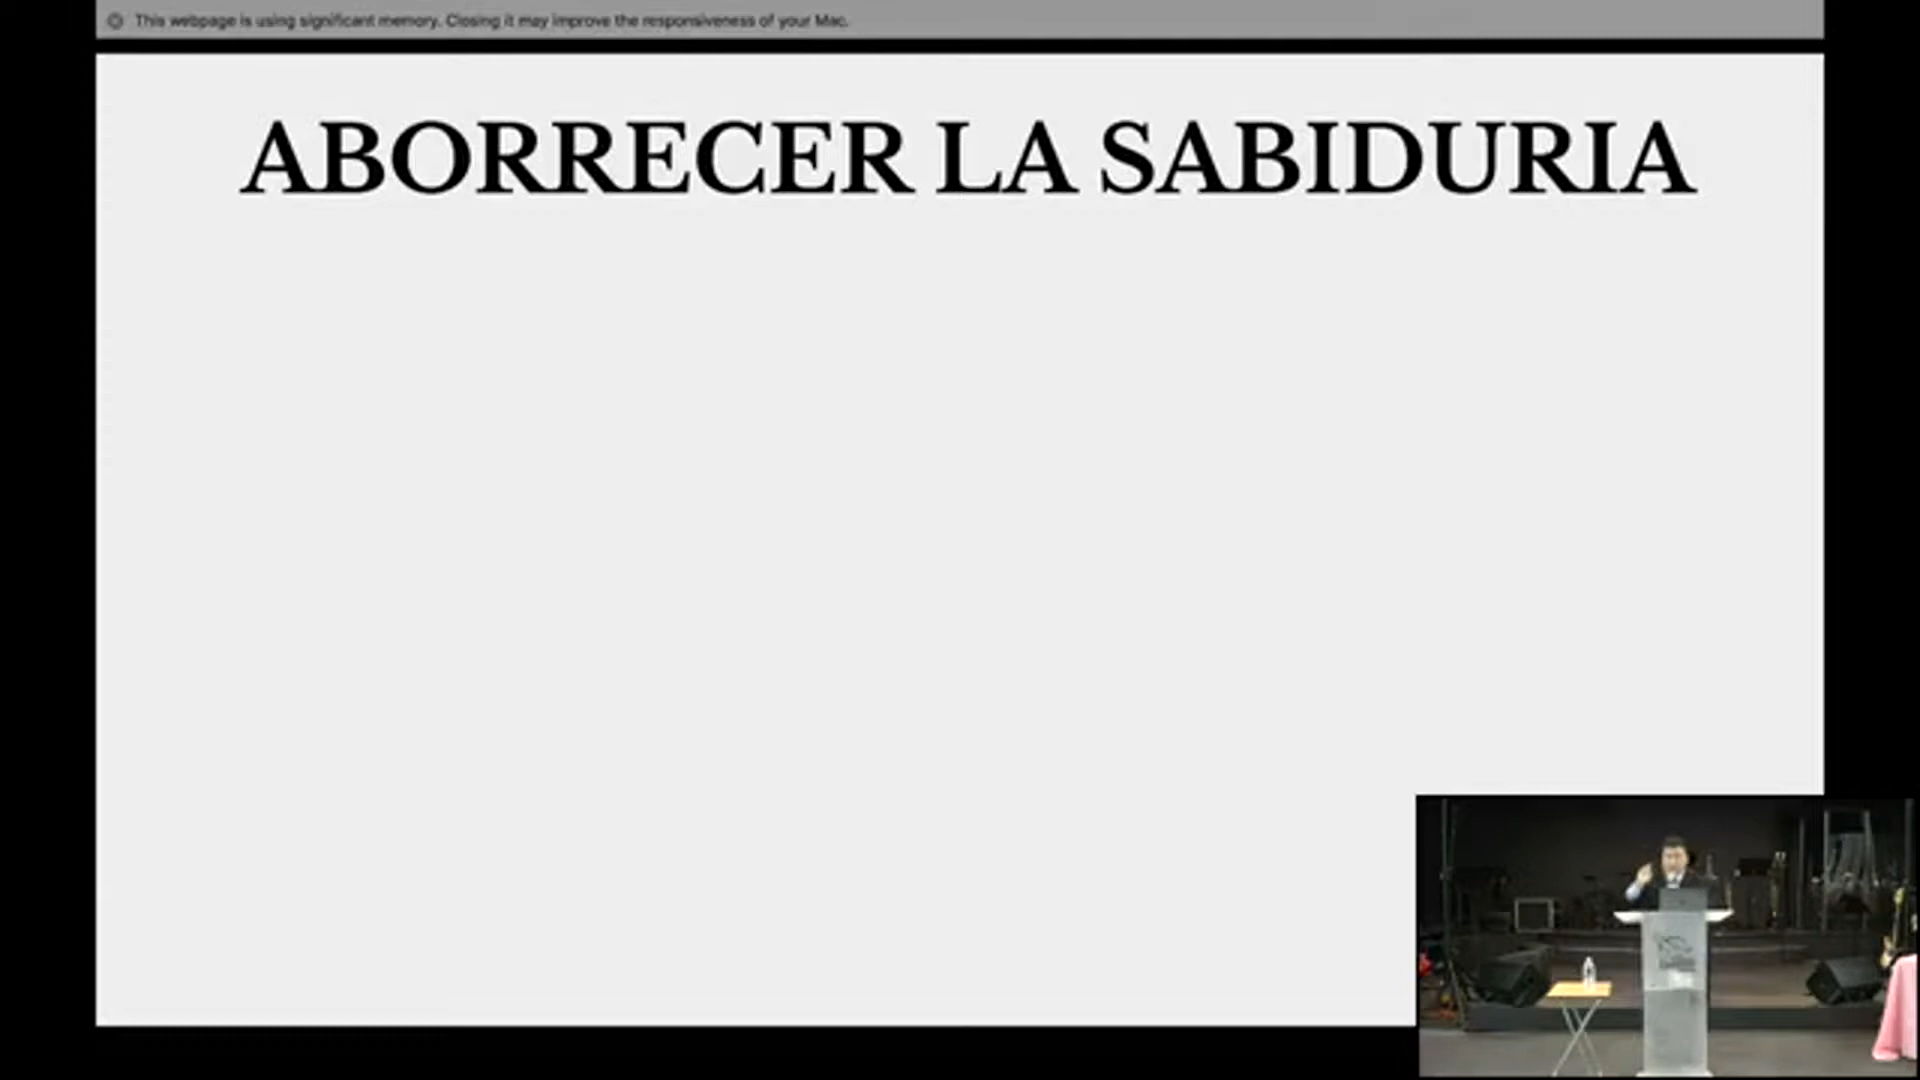 This webpage is using significant memory. Closing it may improve the responsiveness of your Mac.
ABORRECER LA SABIDURIA